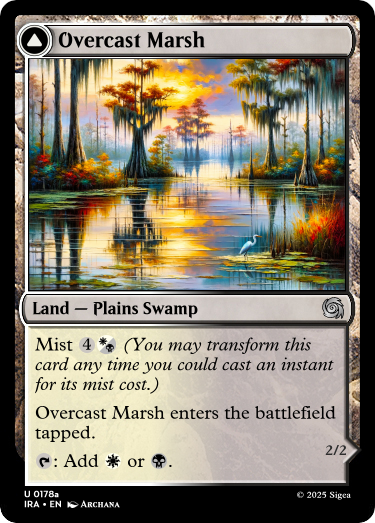 Overcast Marsh
Land — Plains Swamp
Mist 4 (You may transform this
card any time you could cast an instant
for its mist cost.)
Overcast Marsh enters the battlefield
tapped.
: Add or .
2/2
U 0178a
IRA • EN Archana
© 2025 Sigea